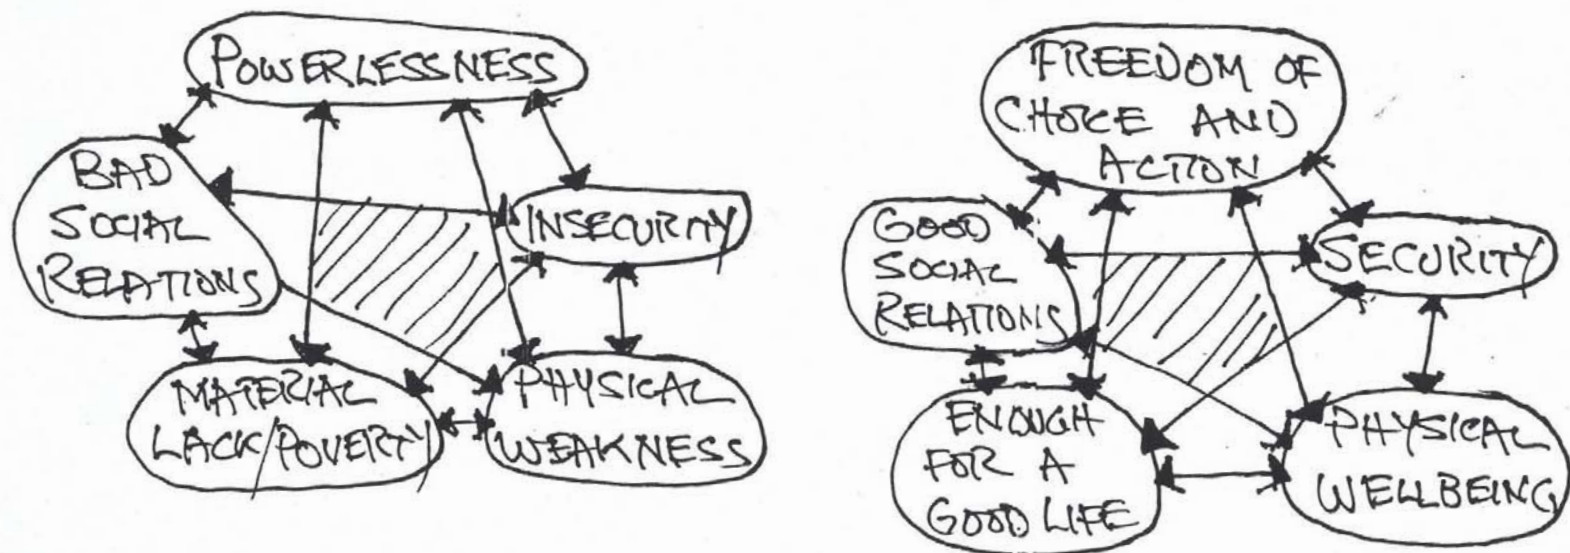 POWERLESSNESS
BAD
SOCIAL
RELATIONS
INSECURITY
MATERIAL
LACK/POVERTY
PHYSICAL
WEAKNESS
FREEDOM OF
CHOICE AND
ACTION
GOOD
SOCIAL
RELATIONS
SECURITY
ENOUGH
FOR A
GOOD LIFE
PHYSICAL
WELLBEING